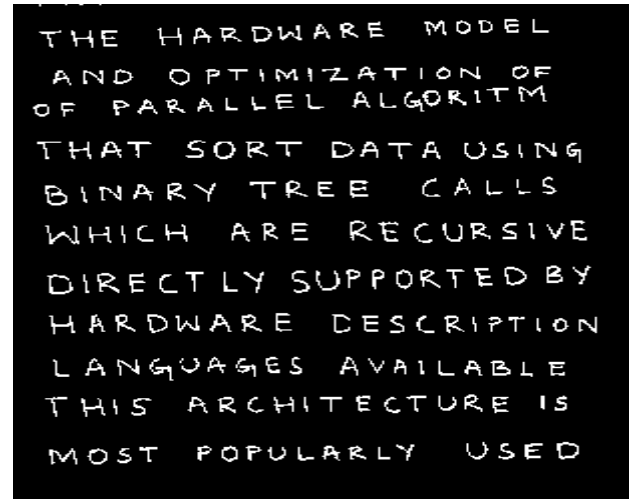 THE HARDWARE MODEL
AND OPTIMIZATION OF
OF PARALLEL ALGORITM
THAT SORT DATA USING
BINARY TREE CALLS
WHICH ARE RECURSIVE
DIRECTLY SUPPORTED BY
HARDWARE DESCRIPTION
LANGUAGES AVAILABLE
THIS ARCHITECTURE IS
MOST POPULARLY USED